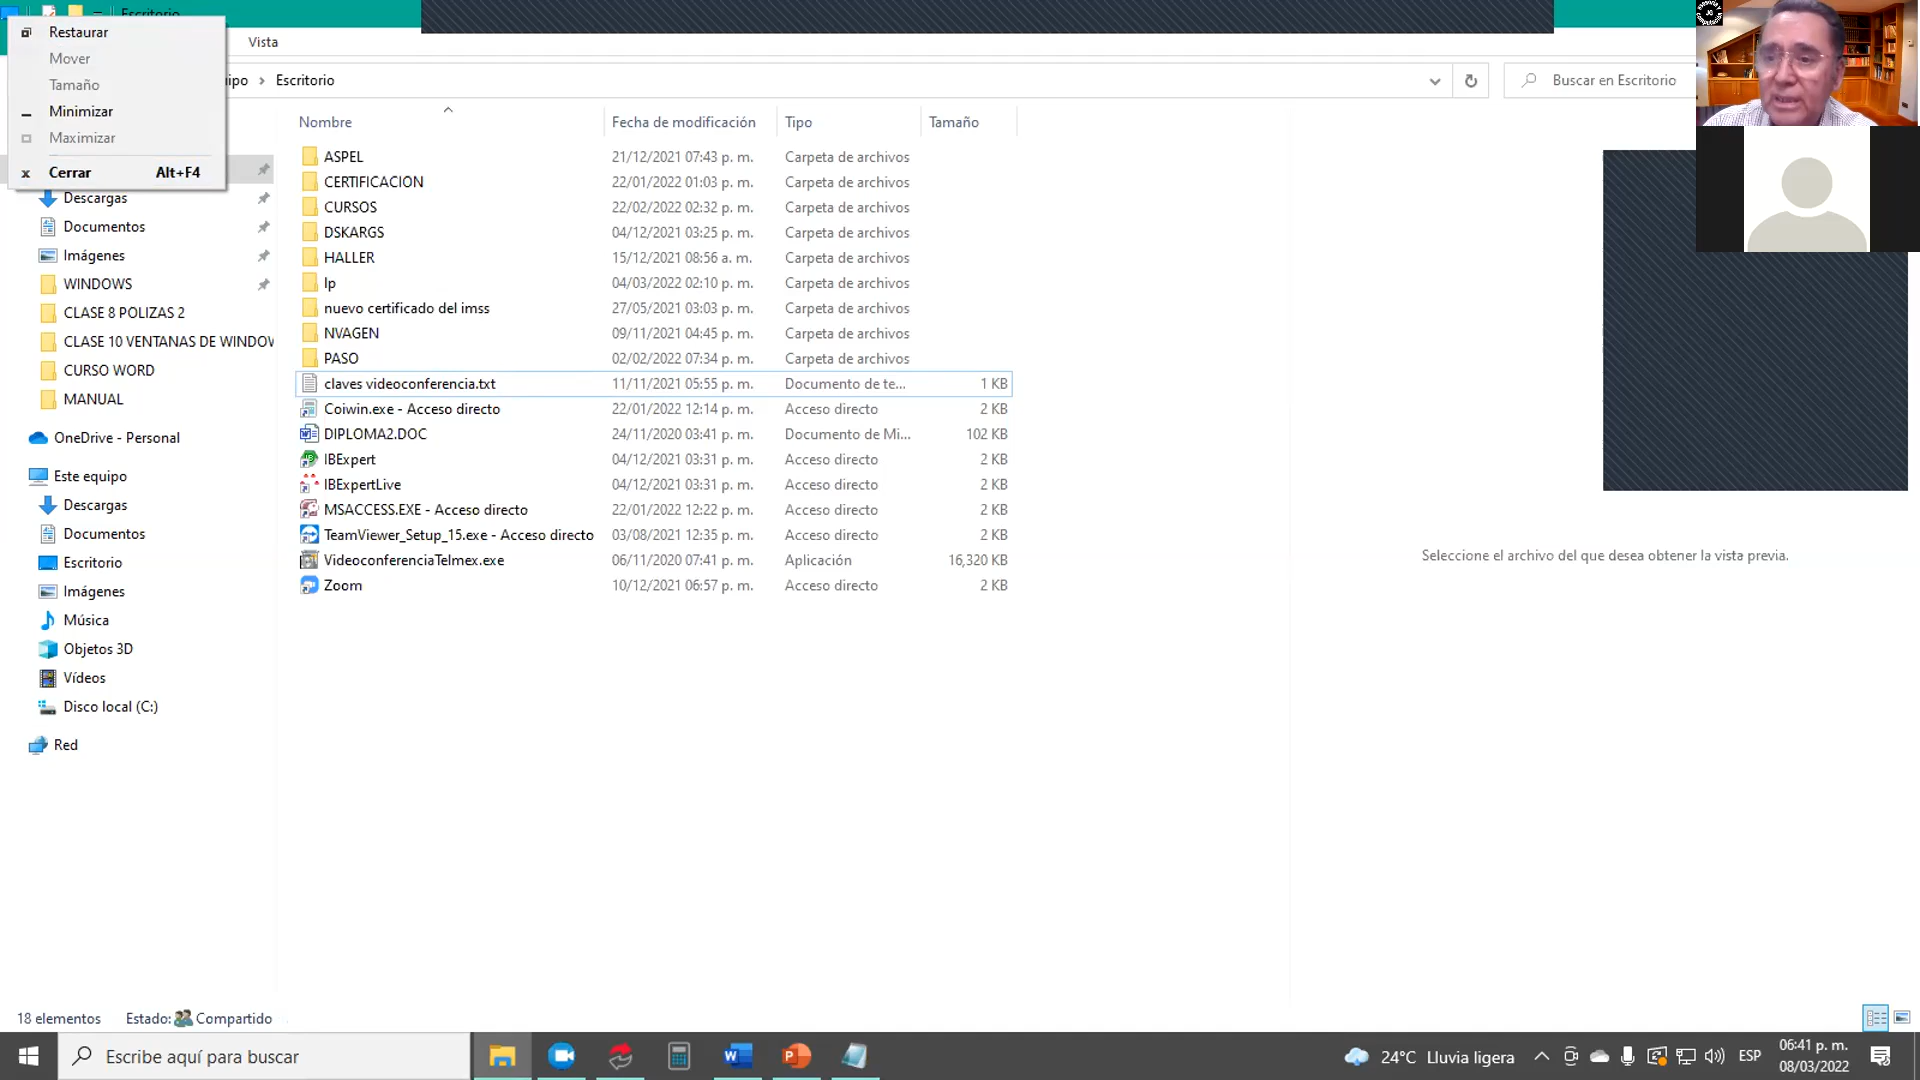 Escritorio
Restaurar
Mover
Tamaño
Minimizar
Maximizar
Cerrar Alt+F4
Vista
Escritorio
Buscar en Escritorio
Nombre Fecha de modificación Tipo Tamaño
ASPEL 21/12/2021 07:43 p. m. Carpeta de archivos
CERTIFICACION 22/01/2022 01:03 p. m. Carpeta de archivos
CURSOS 22/02/2022 02:32 p. m. Carpeta de archivos
DSKARGS 04/12/2021 03:25 p. m. Carpeta de archivos
HALLER 15/12/2021 08:56 a. m. Carpeta de archivos
lp 04/03/2022 02:10 p. m. Carpeta de archivos
nuevo certificado del imss 27/05/2021 03:03 p. m. Carpeta de archivos
NVAGEN 09/11/2021 04:45 p. m. Carpeta de archivos
PASO 02/02/2022 07:34 p. m. Carpeta de archivos
claves videoconferencia.txt 11/11/2021 05:55 p. m. Documento de te... 1 KB
Coiwin.exe - Acceso directo 22/01/2022 12:14 p. m. Acceso directo 2 KB
DIPLOMA2.DOC 24/11/2020 03:41 p. m. Documento de Mi... 102 KB
IBExpert 04/12/2021 03:31 p. m. Acceso directo 2 KB
IBExpertLive 04/12/2021 03:31 p. m. Acceso directo 2 KB
MSACCESS.EXE - Acceso directo 22/01/2022 12:22 p. m. Acceso directo 2 KB
TeamViewer_Setup_15.exe - Acceso directo 03/08/2021 12:35 p. m. Acceso directo 2 KB
VideoconferenciaTelmex.exe 06/11/2020 07:41 p. m. Aplicación 16,320 KB
Zoom 10/12/2021 06:57 p. m. Acceso directo 2 KB
Descargas
Documentos
Imágenes
WINDOWS
CLASE 8 POLIZAS 2
CLASE 10 VENTANAS DE WINDOW
CURSO WORD
MANUAL
OneDrive - Personal
Este equipo
Descargas
Documentos
Escritorio
Imágenes
Música
Objetos 3D
Vídeos
Disco local (C:)
Red
Seleccione el archivo del que desea obtener la vista previa.
18 elementos Estado: Compartido
Escribe aquí para buscar
24°C Lluvia ligera
ESP
06:41 p. m.
08/03/2022